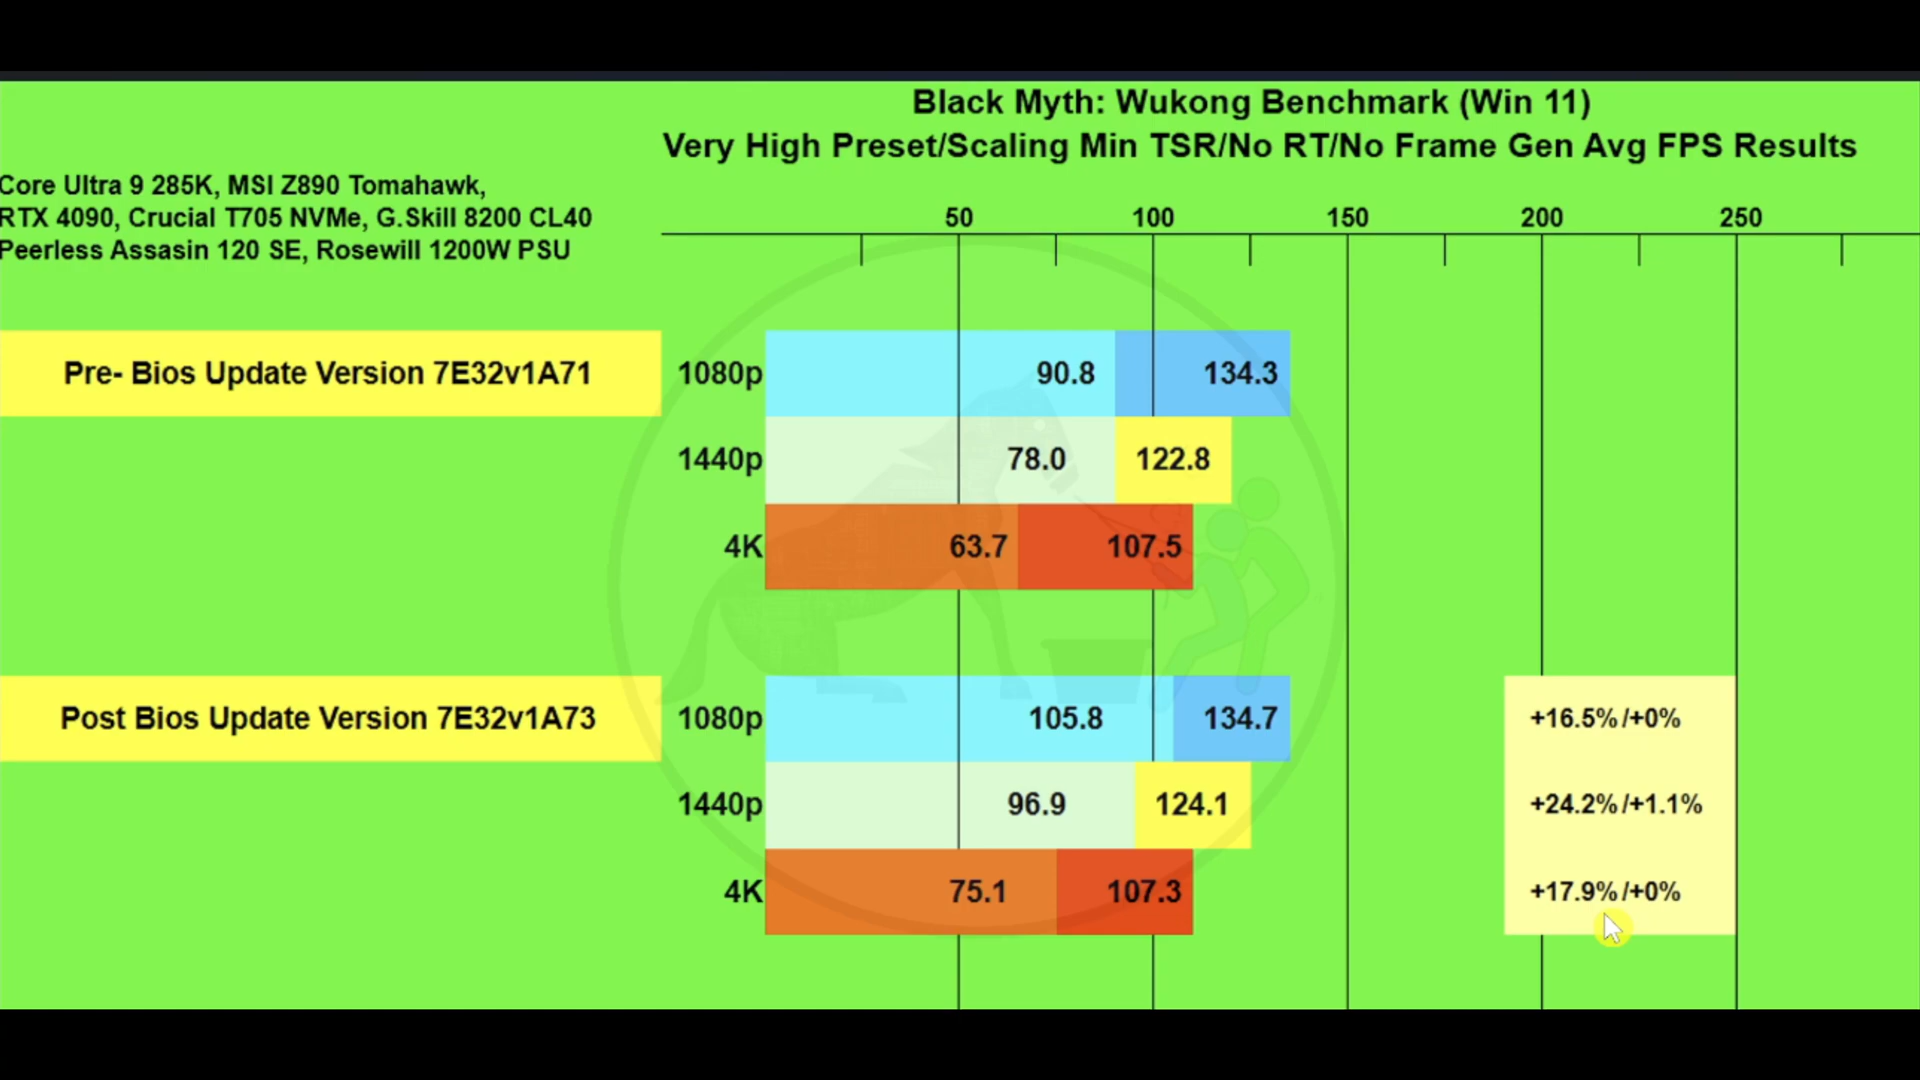 Black Myth: Wukong Benchmark (Win 11)
Very High Preset/Scaling Min TSR/No RT/No Frame Gen Avg FPS Results
Core Ultra 9 285K, MSI Z890 Tomahawk,
RTX 4090, Crucial T705 NVMe, G.Skill 8200 CL40
Peerless Assasin 120 SE, Rosewill 1200W PSU
50 100 150 200 250
Pre- Bios Update Version 7E32v1A71 1080p 90.8 134.3
1440p 78.0 122.8
4K 63.7 107.5
Post Bios Update Version 7E32v1A73 1080p 105.8 134.7 +16.5%/+0%
1440p 96.9 124.1 +24.2%/+1.1%
4K 75.1 107.3 +17.9%/+0%